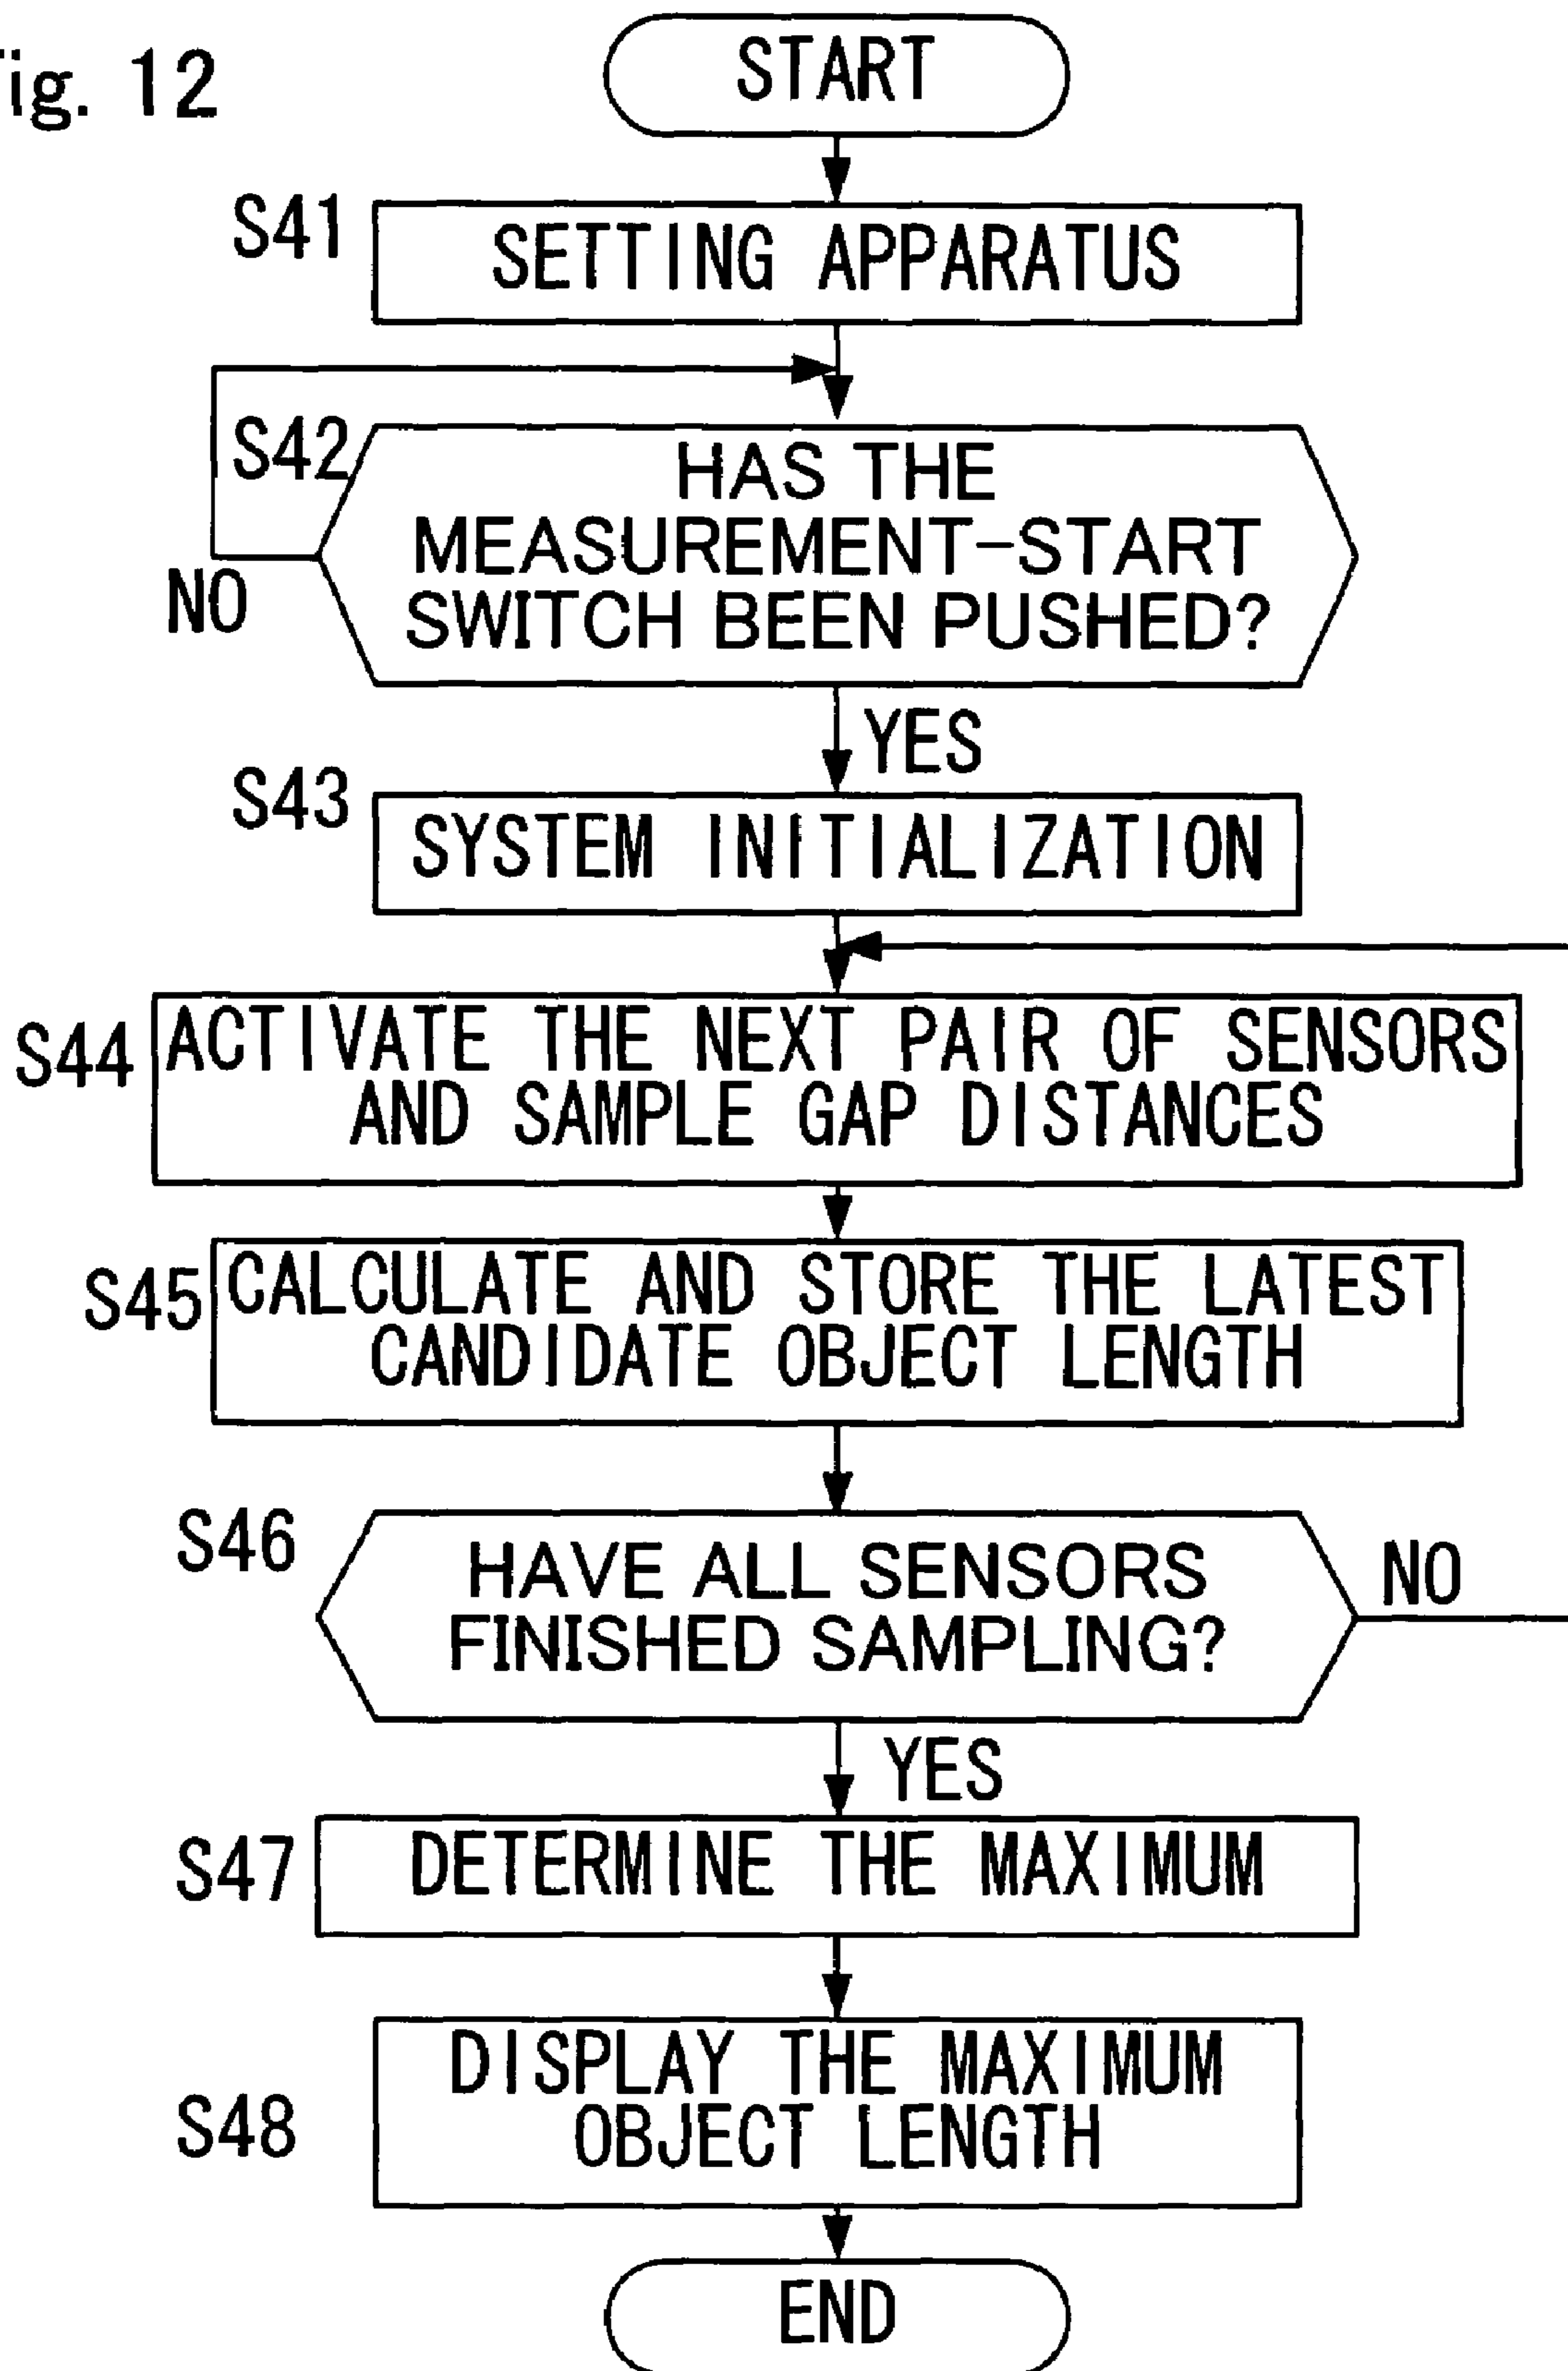 ig. 12
START
S41
SETTING APPARATUS
S42
HAS THE
MEASUREMENT-START
SWITCH BEEN PUSHED?
NO
YES
S43
SYSTEM INITIALIZATION
S44
ACTIVATE THE NEXT PAIR OF SENSORS
AND SAMPLE GAP DISTANCES
S45
CALCULATE AND STORE THE LATEST
CANDIDATE OBJECT LENGTH
S46
HAVE ALL SENSORS
FINISHED SAMPLING?
NO
YES
S47
DETERMINE THE MAXIMUM
S48
DISPLAY THE MAXIMUM
OBJECT LENGTH
END